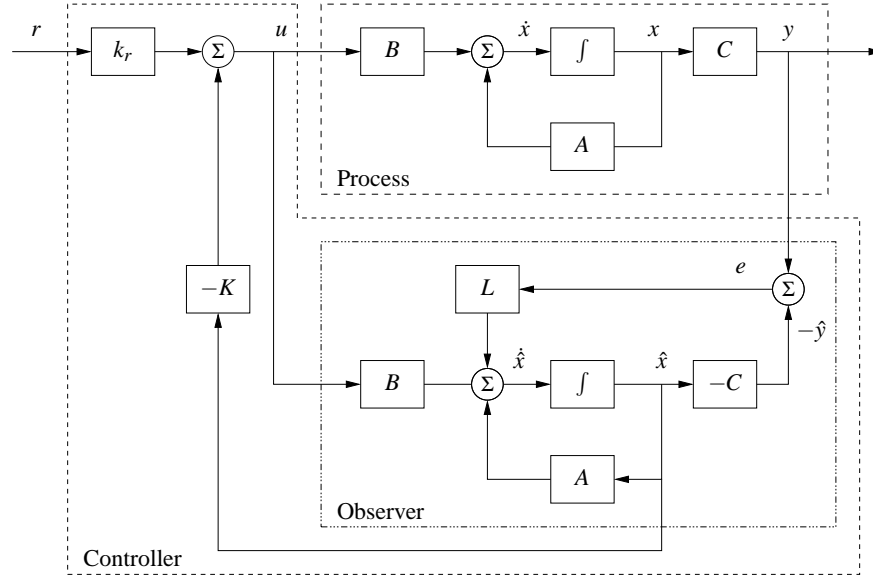 r
k_r
Σ
u
B
Σ
ẋ
∫
x
C
y
A
Process
−K
L
e
Σ
−ŷ
B
Σ
x̂̇
∫
x̂
−C
A
Observer
Controller